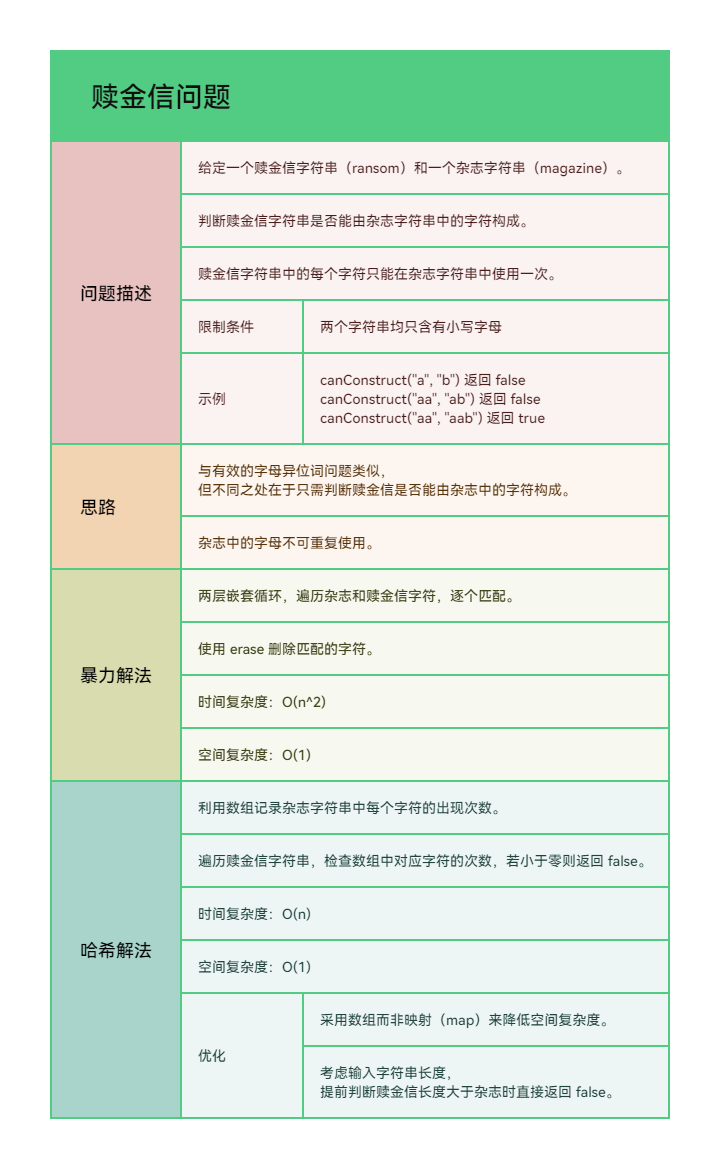 赎金信问题
问题描述
给定一个赎金信字符串（ransom）和一个杂志字符串（magazine）。
判断赎金信字符串是否能由杂志字符串中的字符构成。
赎金信字符串中的每个字符只能在杂志字符串中使用一次。
限制条件
两个字符串均只含有小写字母
示例
canConstruct("a", "b") 返回 false
canConstruct("aa", "ab") 返回 false
canConstruct("aa", "aab") 返回 true
思路
与有效的字母异位词问题类似，
但不同之处在于只需判断赎金信是否能由杂志中的字符构成。
杂志中的字母不可重复使用。
暴力解法
两层嵌套循环，遍历杂志和赎金信字符，逐个匹配。
使用 erase 删除匹配的字符。
时间复杂度：O(n^2)
空间复杂度：O(1)
哈希解法
利用数组记录杂志字符串中每个字符的出现次数。
遍历赎金信字符串，检查数组中对应字符的次数，若小于零则返回 false。
时间复杂度：O(n)
空间复杂度：O(1)
优化
采用数组而非映射（map）来降低空间复杂度。
考虑输入字符串长度，
提前判断赎金信长度大于杂志时直接返回 false。